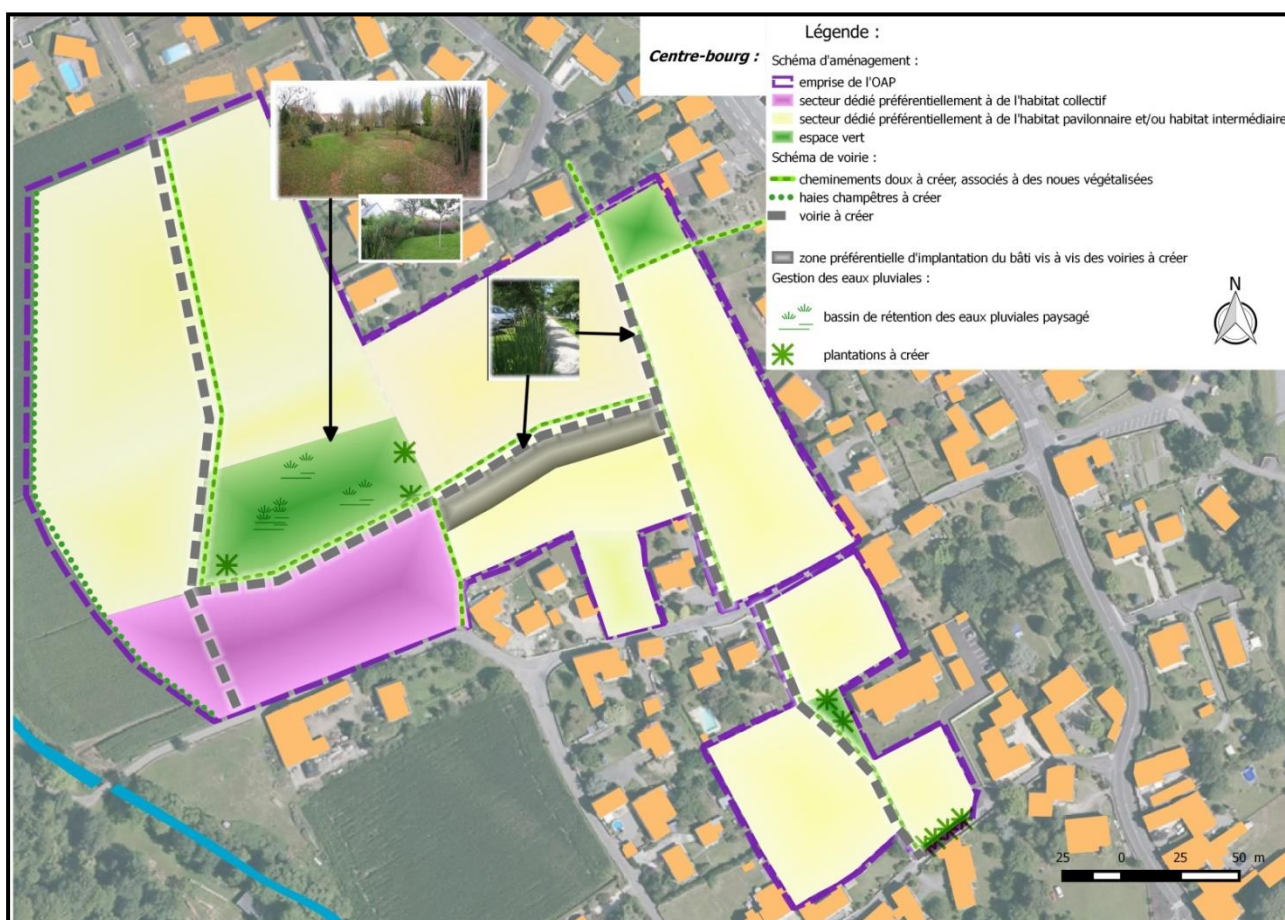 Centre-bourg :
Légende :
Schéma d'aménagement :
emprise de l'OAP
secteur dédié préférentiellement à de l'habitat collectif
secteur dédié préférentiellement à de l'habitat pavilonnaire et/ou habitat intermédiaire
espace vert
Schéma de voirie :
cheminements doux à créer, associés à des noues végétalisées
haies champêtres à créer
voirie à créer
zone préférentielle d'implantation du bâti vis à vis des voiries à créer
Gestion des eaux pluviales :
bassin de rétention des eaux pluviales paysagé
plantations à créer
N
25 0 25 50 m